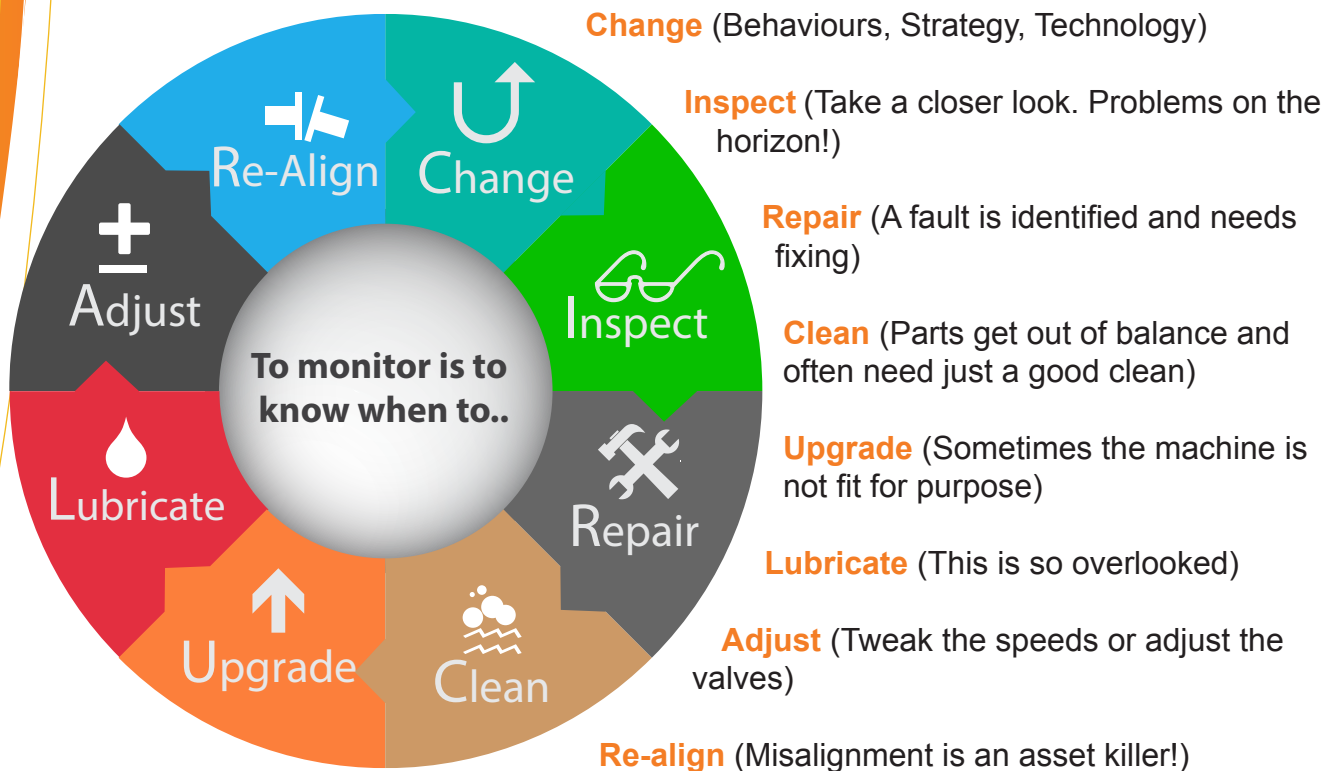 Change (Behaviours, Strategy, Technology)
Inspect (Take a closer look. Problems on the
horizon!)
Repair (A fault is identified and needs
fixing)
Clean (Parts get out of balance and
often need just a good clean)
Upgrade (Sometimes the machine is
not fit for purpose)
Lubricate (This is so overlooked)
Adjust (Tweak the speeds or adjust the
valves)
Re-align (Misalignment is an asset killer!)
To monitor is to
know when to..
Change
Inspect
Repair
Clean
Upgrade
Lubricate
Adjust
Re-Align